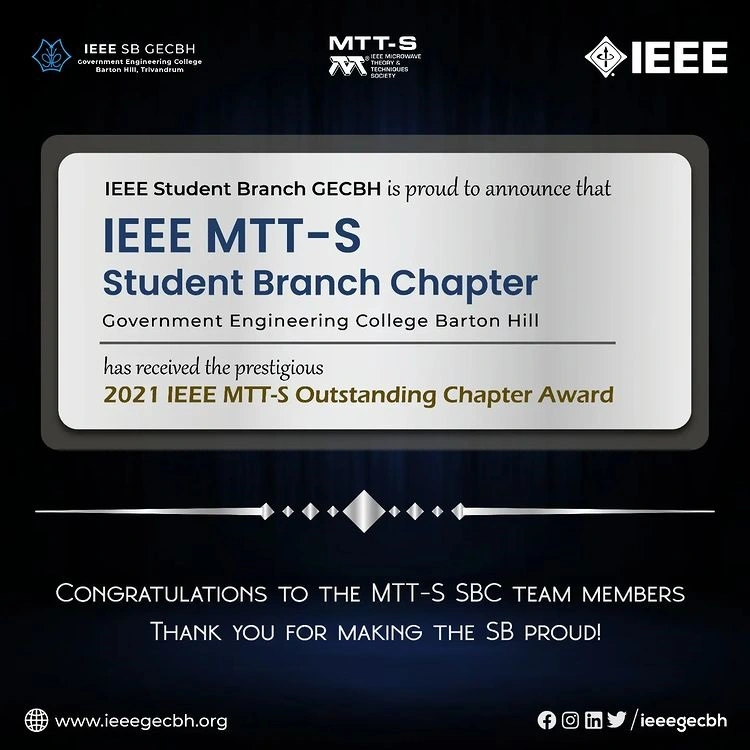 IEEE SB GECBH
Government Engineering College
Barton Hill, Trivandrum
MTT-S
IEEE MICROWAVE
THEORY &
TECHNIQUES
SOCIETY
IEEE
IEEE Student Branch GECBH is proud to announce that
IEEE MTT-S
Student Branch Chapter
Government Engineering College Barton Hill
has received the prestigious
2021 IEEE MTT-S Outstanding Chapter Award
Congratulations to the MTT-S SBC team members
Thank you for making the SB proud!
www.ieeegecbh.org
/ieeegecbh